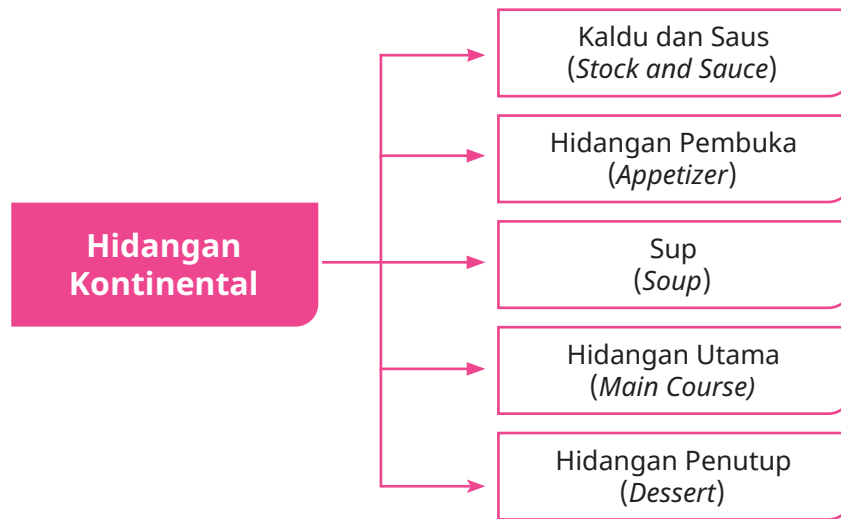 Hidangan
Kontinental
Kaldu dan Saus
(Stock and Sauce)
Hidangan Pembuka
(Appetizer)
Sup
(Soup)
Hidangan Utama
(Main Course)
Hidangan Penutup
(Dessert)